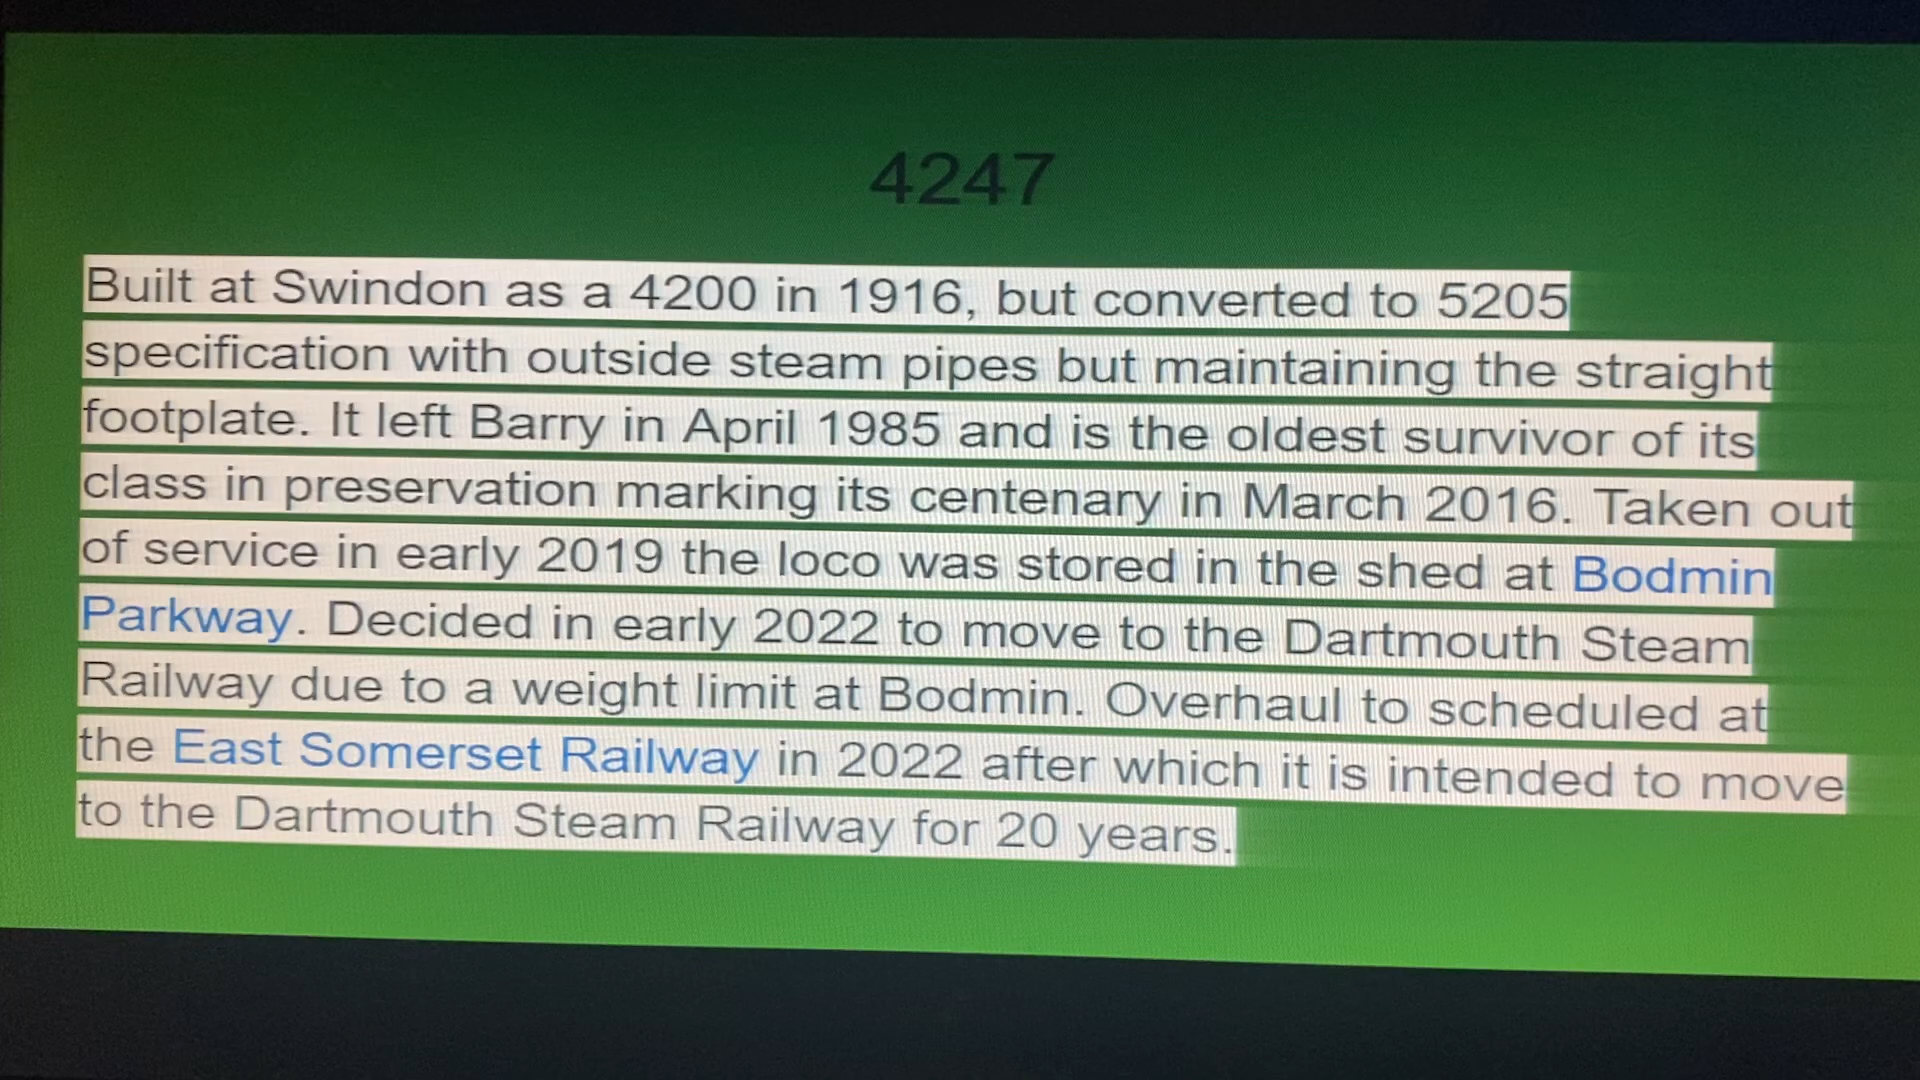 4247
Built at Swindon as a 4200 in 1916, but converted to 5205
specification with outside steam pipes but maintaining the straight
footplate. It left Barry in April 1985 and is the oldest survivor of its
class in preservation marking its centenary in March 2016. Taken out
of service in early 2019 the loco was stored in the shed at Bodmin
Parkway. Decided in early 2022 to move to the Dartmouth Steam
Railway due to a weight limit at Bodmin. Overhaul to scheduled at
the East Somerset Railway in 2022 after which it is intended to move
to the Dartmouth Steam Railway for 20 years.